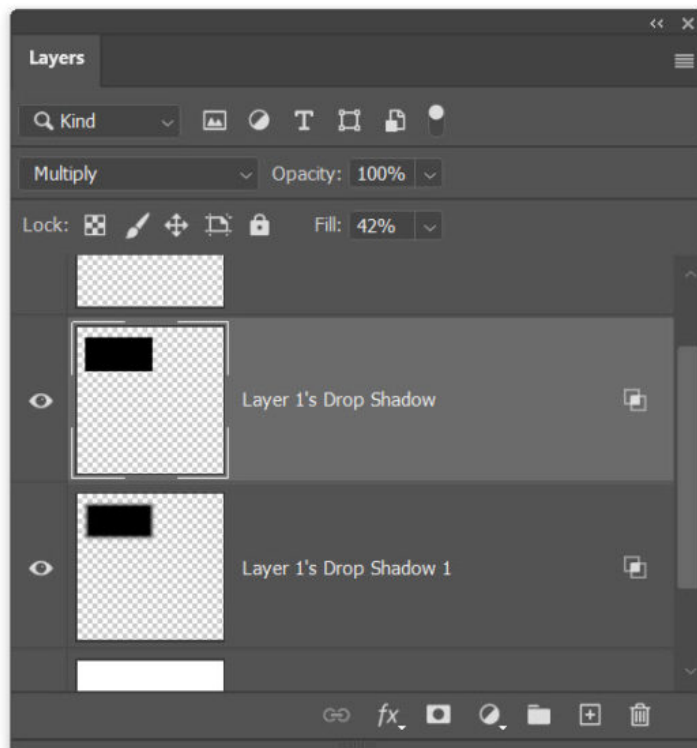 Layers
Kind
Multiply Opacity: 100%
Lock: Fill: 42%
Layer 1's Drop Shadow
Layer 1's Drop Shadow 1
fx